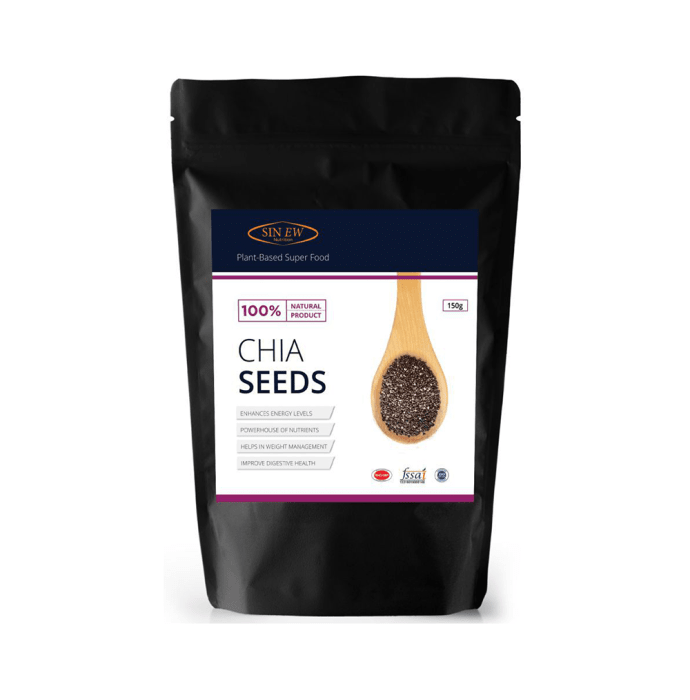 SIN EW
Nutrition
Plant-Based Super Food
100% NATURAL PRODUCT
150g
CHIA
SEEDS
ENHANCES ENERGY LEVELS
POWERHOUSE OF NUTRIENTS
HELPS IN WEIGHT MANAGEMENT
IMPROVE DIGESTIVE HEALTH
fssai